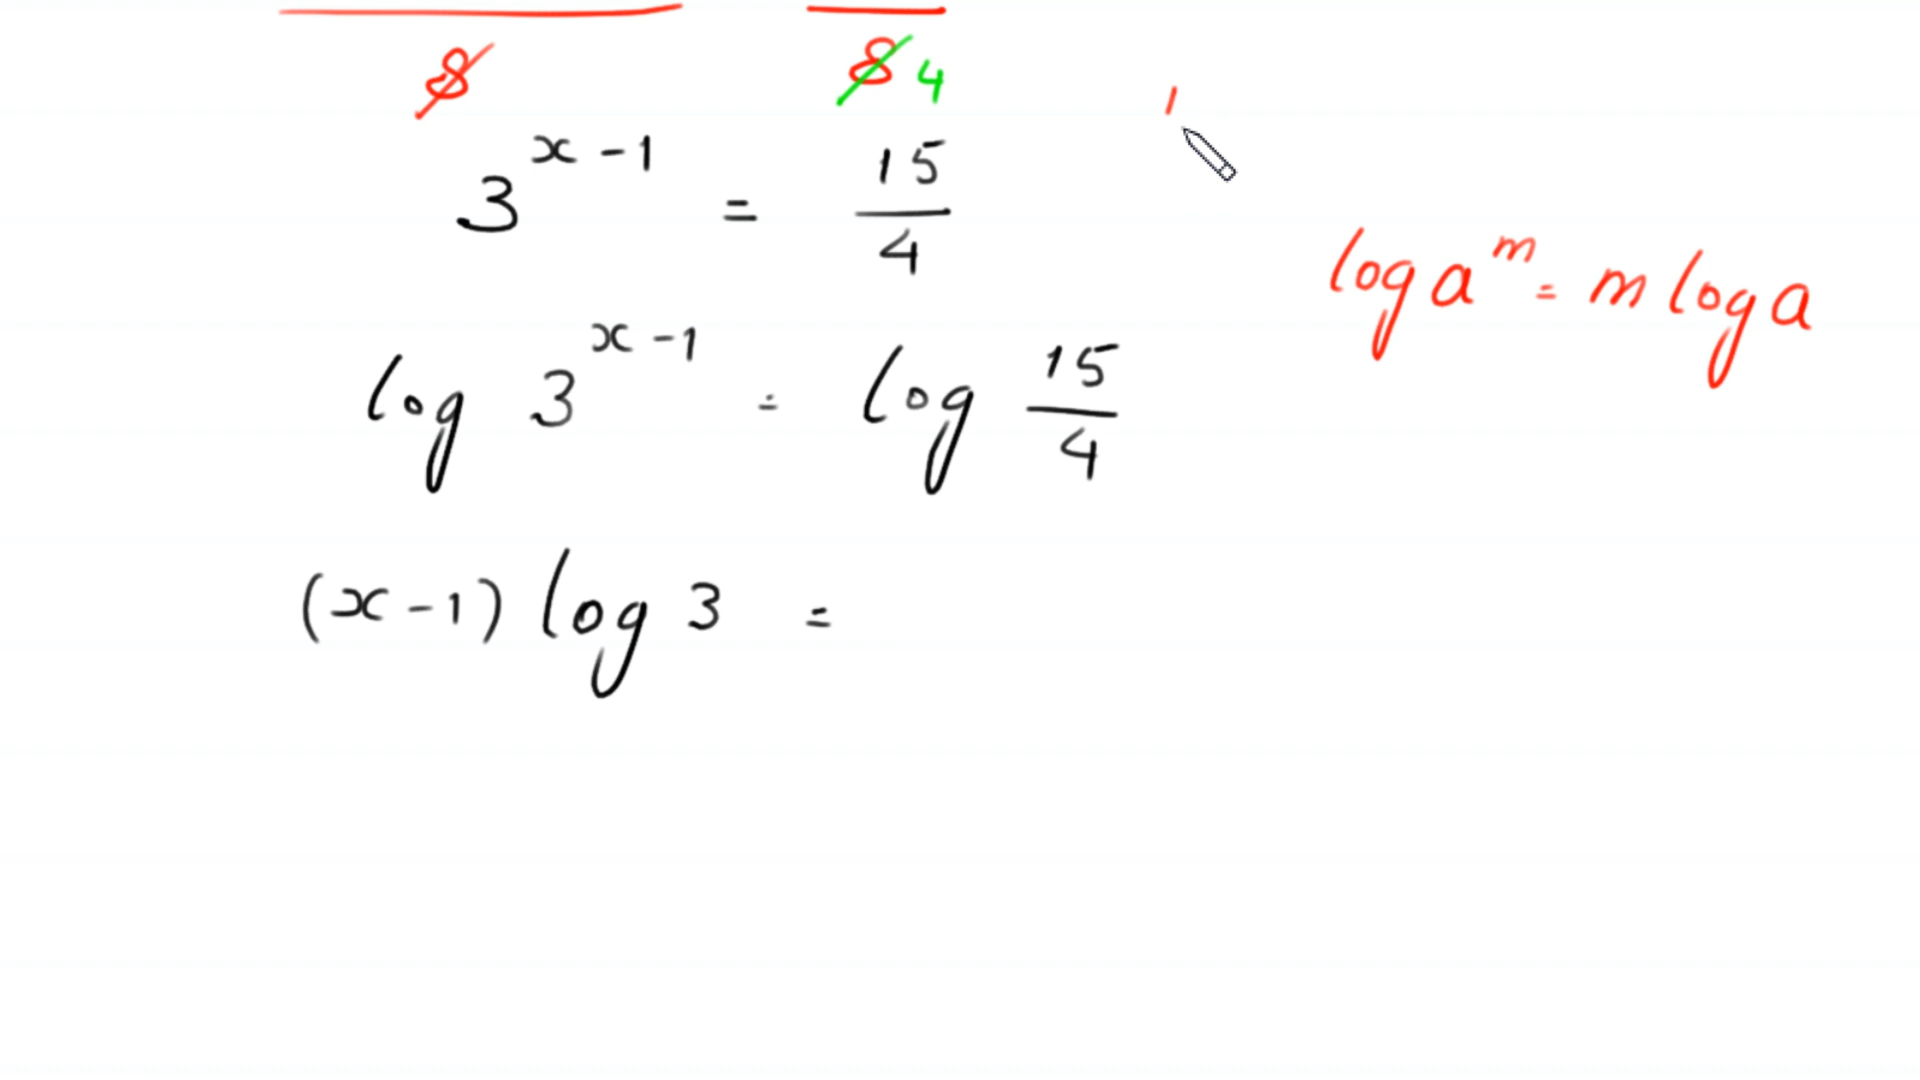 8 8 4
3^{x-1} = 15/4
log a^m = m log a
log 3^{x-1} = log 15/4
(x-1) log 3 =